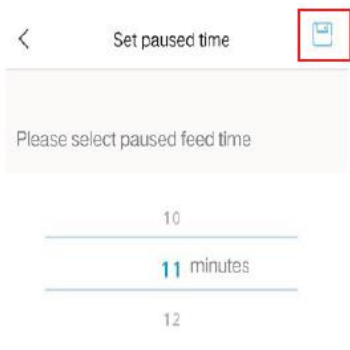 Set paused time
Please select paused feed time
10
11 minutes
12